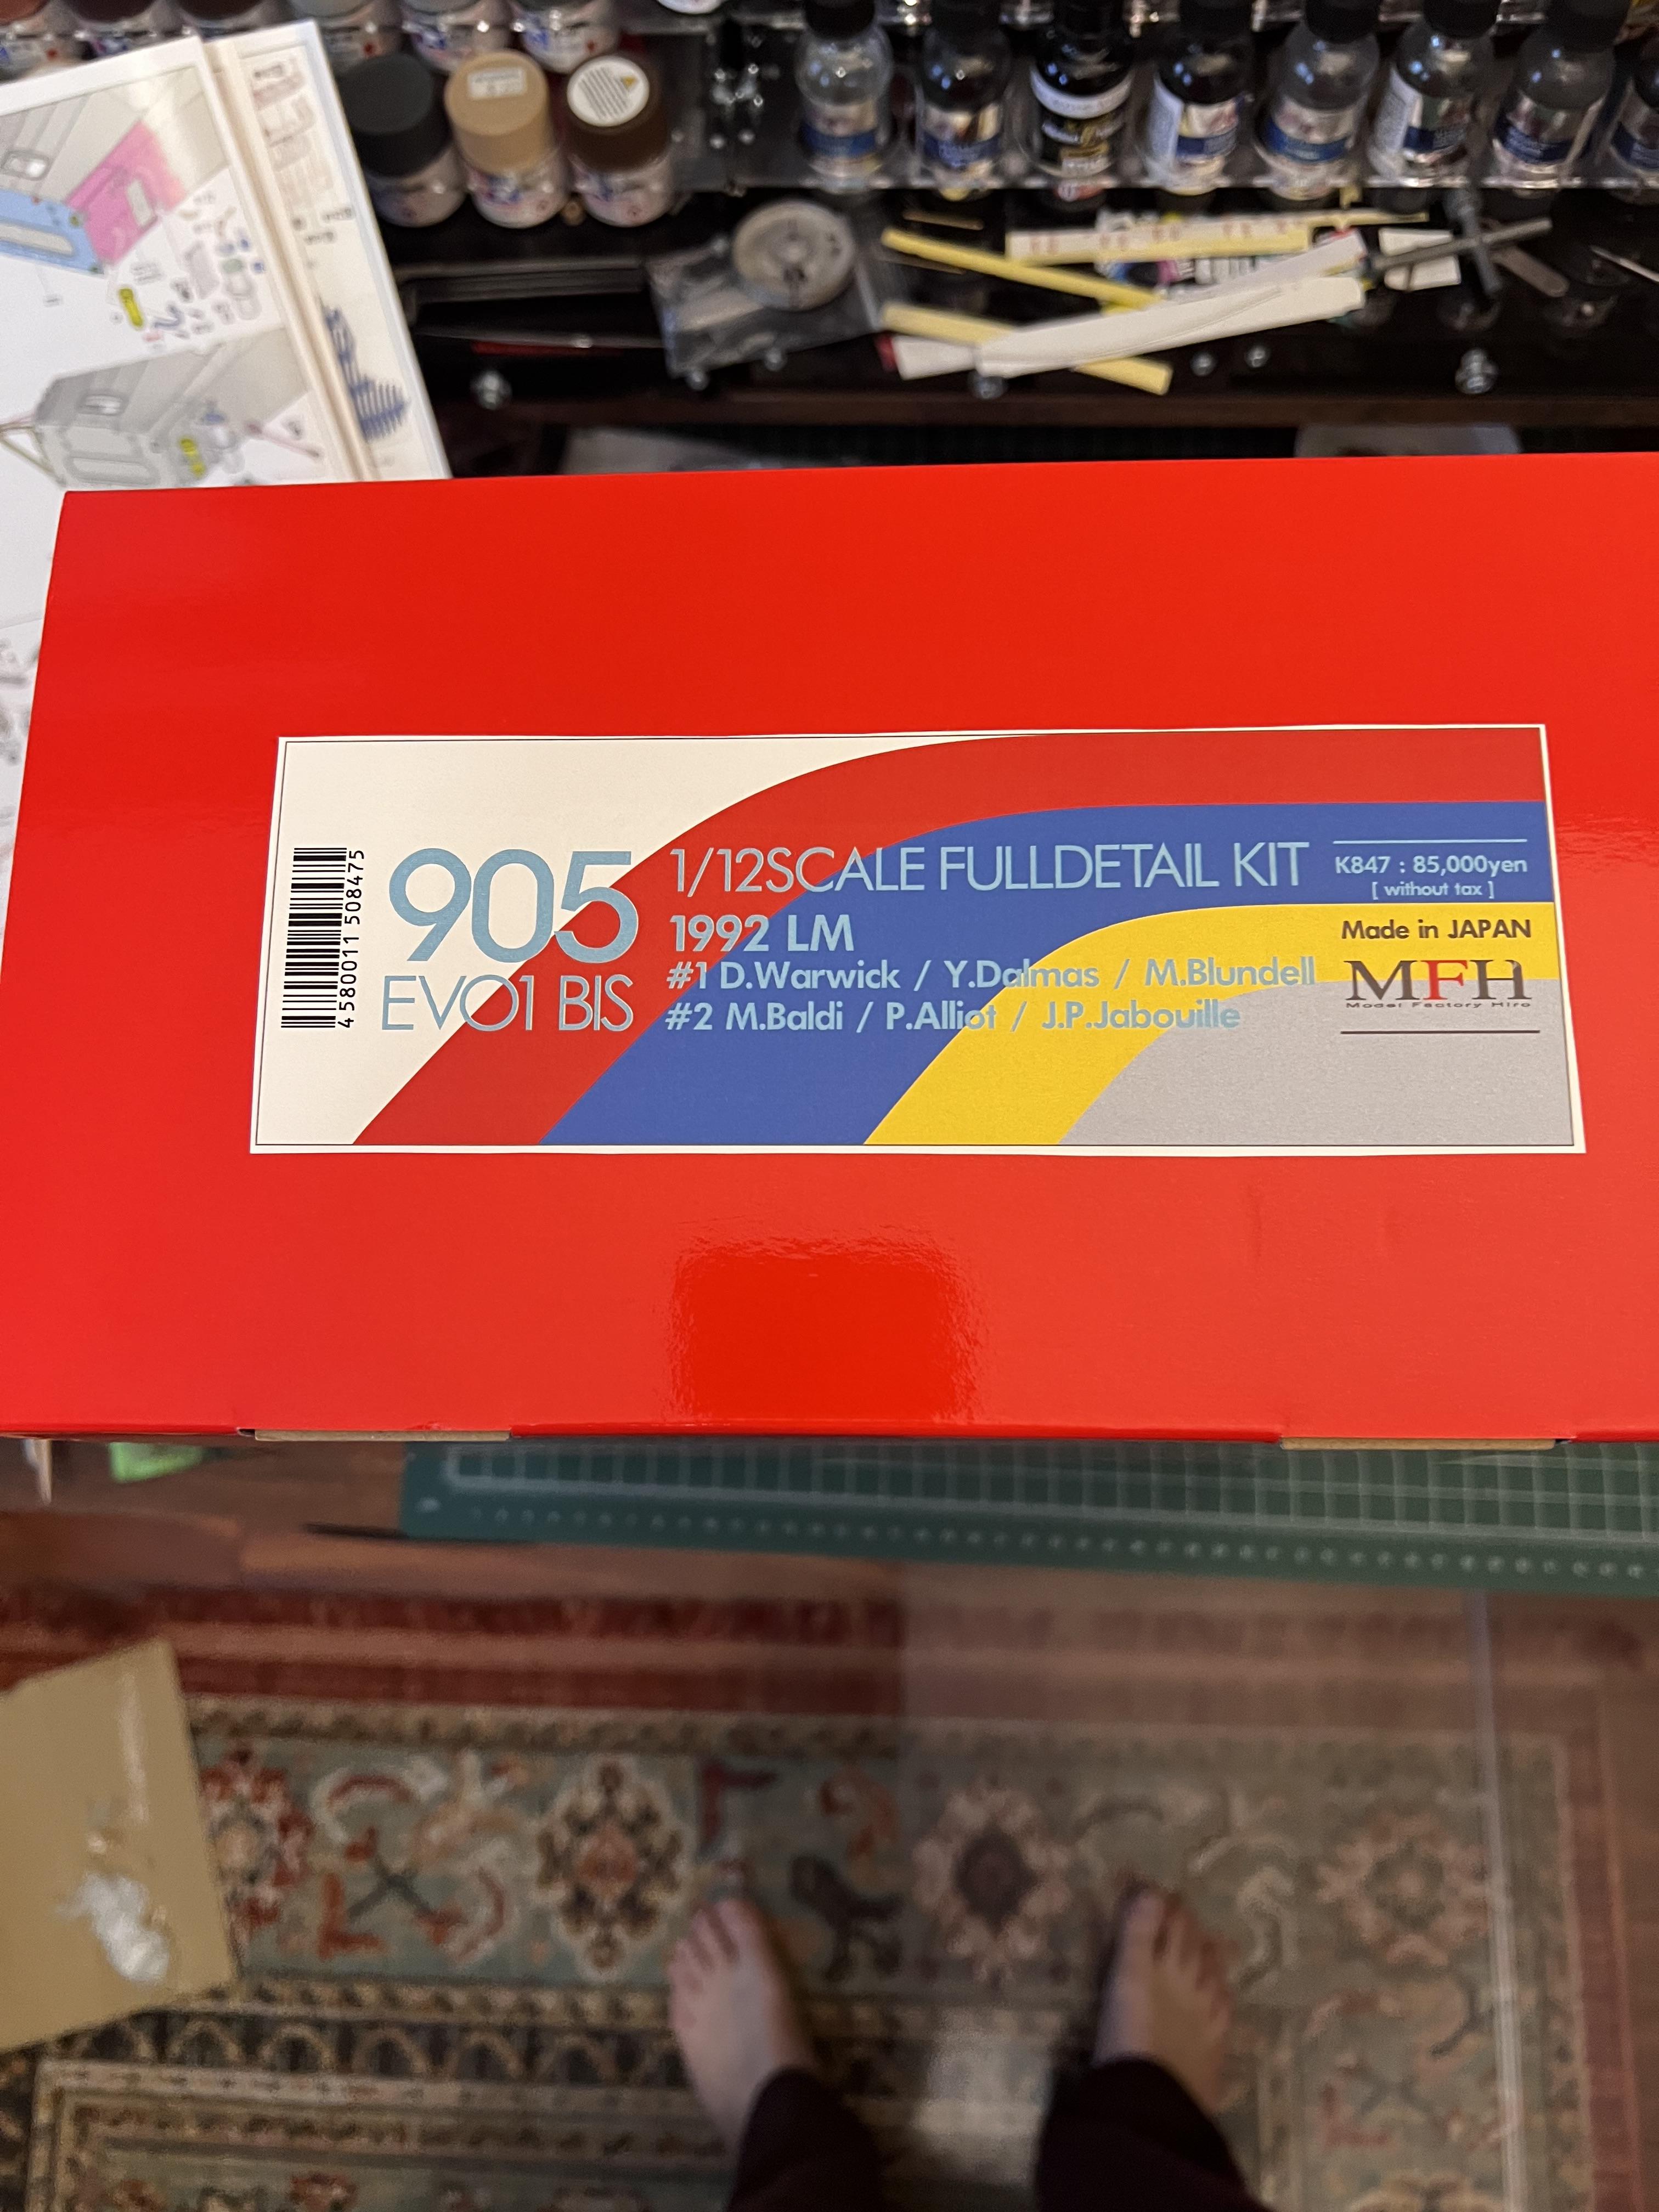 905
EVO1 BIS
1/12SCALE FULLDETAIL KIT
1992 LM
#1 D.Warwick / Y.Dalmas / M.Blundell
#2 M.Baldi / P.Alliot / J.P.Jabouille
K847 : 85,000yen
[ without tax ]
Made in JAPAN
MFH
Model Factory Hiro
4 580011 508475